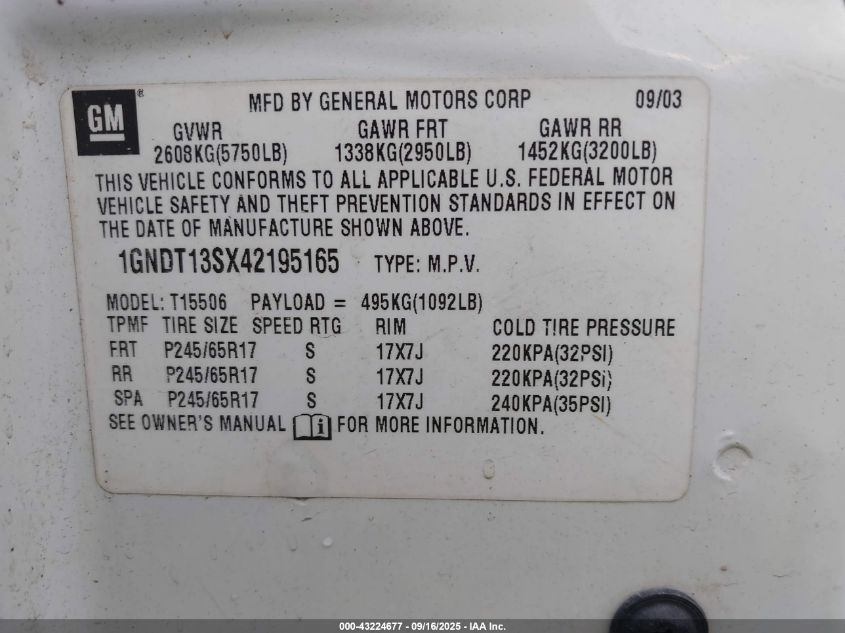 GM ® MFD BY GENERAL MOTORS CORP 09/03
GVWR GAWR FRT GAWR RR
2608KG(5750LB) 1338KG(2950LB) 1452KG(3200LB)
THIS VEHICLE CONFORMS TO ALL APPLICABLE U.S. FEDERAL MOTOR
VEHICLE SAFETY AND THEFT PREVENTION STANDARDS IN EFFECT ON
THE DATE OF MANUFACTURE SHOWN ABOVE.
1GNDT13SX42195165 TYPE: M.P.V.
MODEL: T15506 PAYLOAD = 495KG(1092LB)
TPMF TIRE SIZE SPEED RTG RIM COLD TIRE PRESSURE
FRT P245/65R17 S 17X7J 220KPA(32PSI)
RR P245/65R17 S 17X7J 220KPA(32PSI)
SPA P245/65R17 S 17X7J 240KPA(35PSI)
SEE OWNER'S MANUAL i FOR MORE INFORMATION.
000-43224677 - 09/16/2025 - IAA Inc.